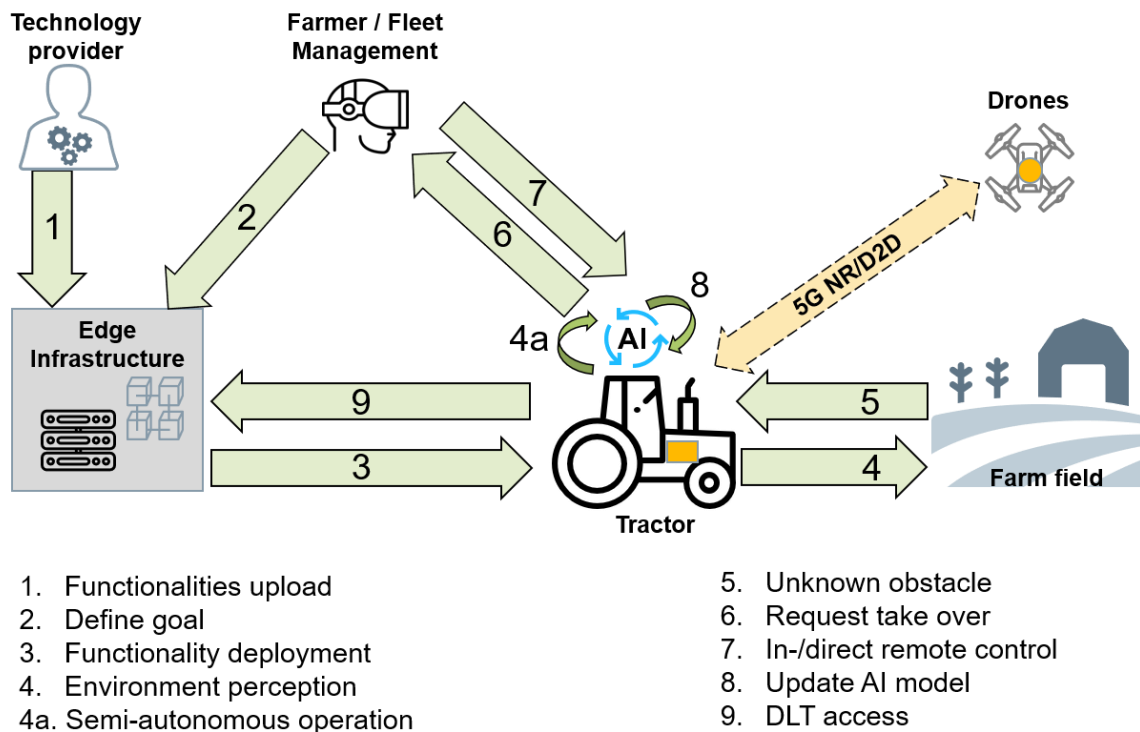 Technology
provider
Farmer / Fleet
Management
Drones
1
2
7
6
5G NR/D2D
8
4a
AI
Edge
Infrastructure
9
5
3
4
Farm field
Tractor
1. Functionalities upload
2. Define goal
3. Functionality deployment
4. Environment perception
4a. Semi-autonomous operation
5. Unknown obstacle
6. Request take over
7. In-/direct remote control
8. Update AI model
9. DLT access